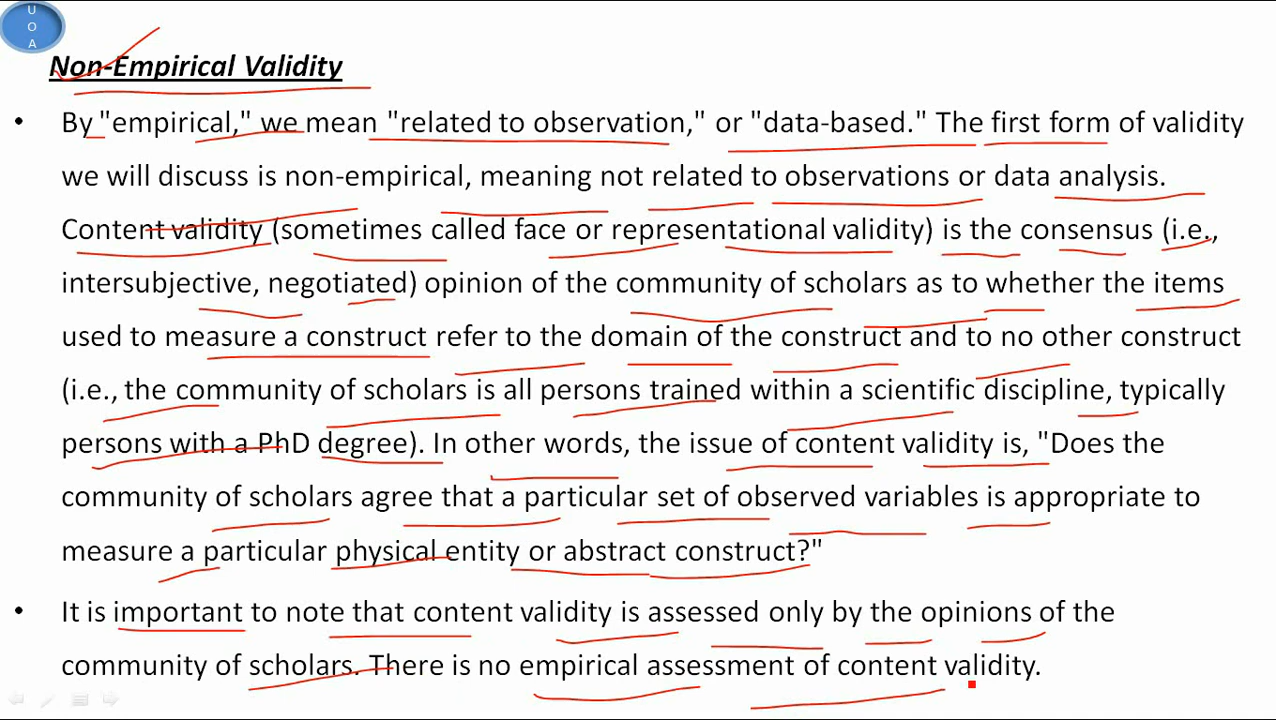 U
O
A
Non-Empirical Validity
• By "empirical," we mean "related to observation," or "data-based." The first form of validity
we will discuss is non-empirical, meaning not related to observations or data analysis.
Content validity (sometimes called face or representational validity) is the consensus (i.e.,
intersubjective, negotiated) opinion of the community of scholars as to whether the items
used to measure a construct refer to the domain of the construct and to no other construct
(i.e., the community of scholars is all persons trained within a scientific discipline, typically
persons with a PhD degree). In other words, the issue of content validity is, "Does the
community of scholars agree that a particular set of observed variables is appropriate to
measure a particular physical entity or abstract construct?"
• It is important to note that content validity is assessed only by the opinions of the
community of scholars. There is no empirical assessment of content validity.